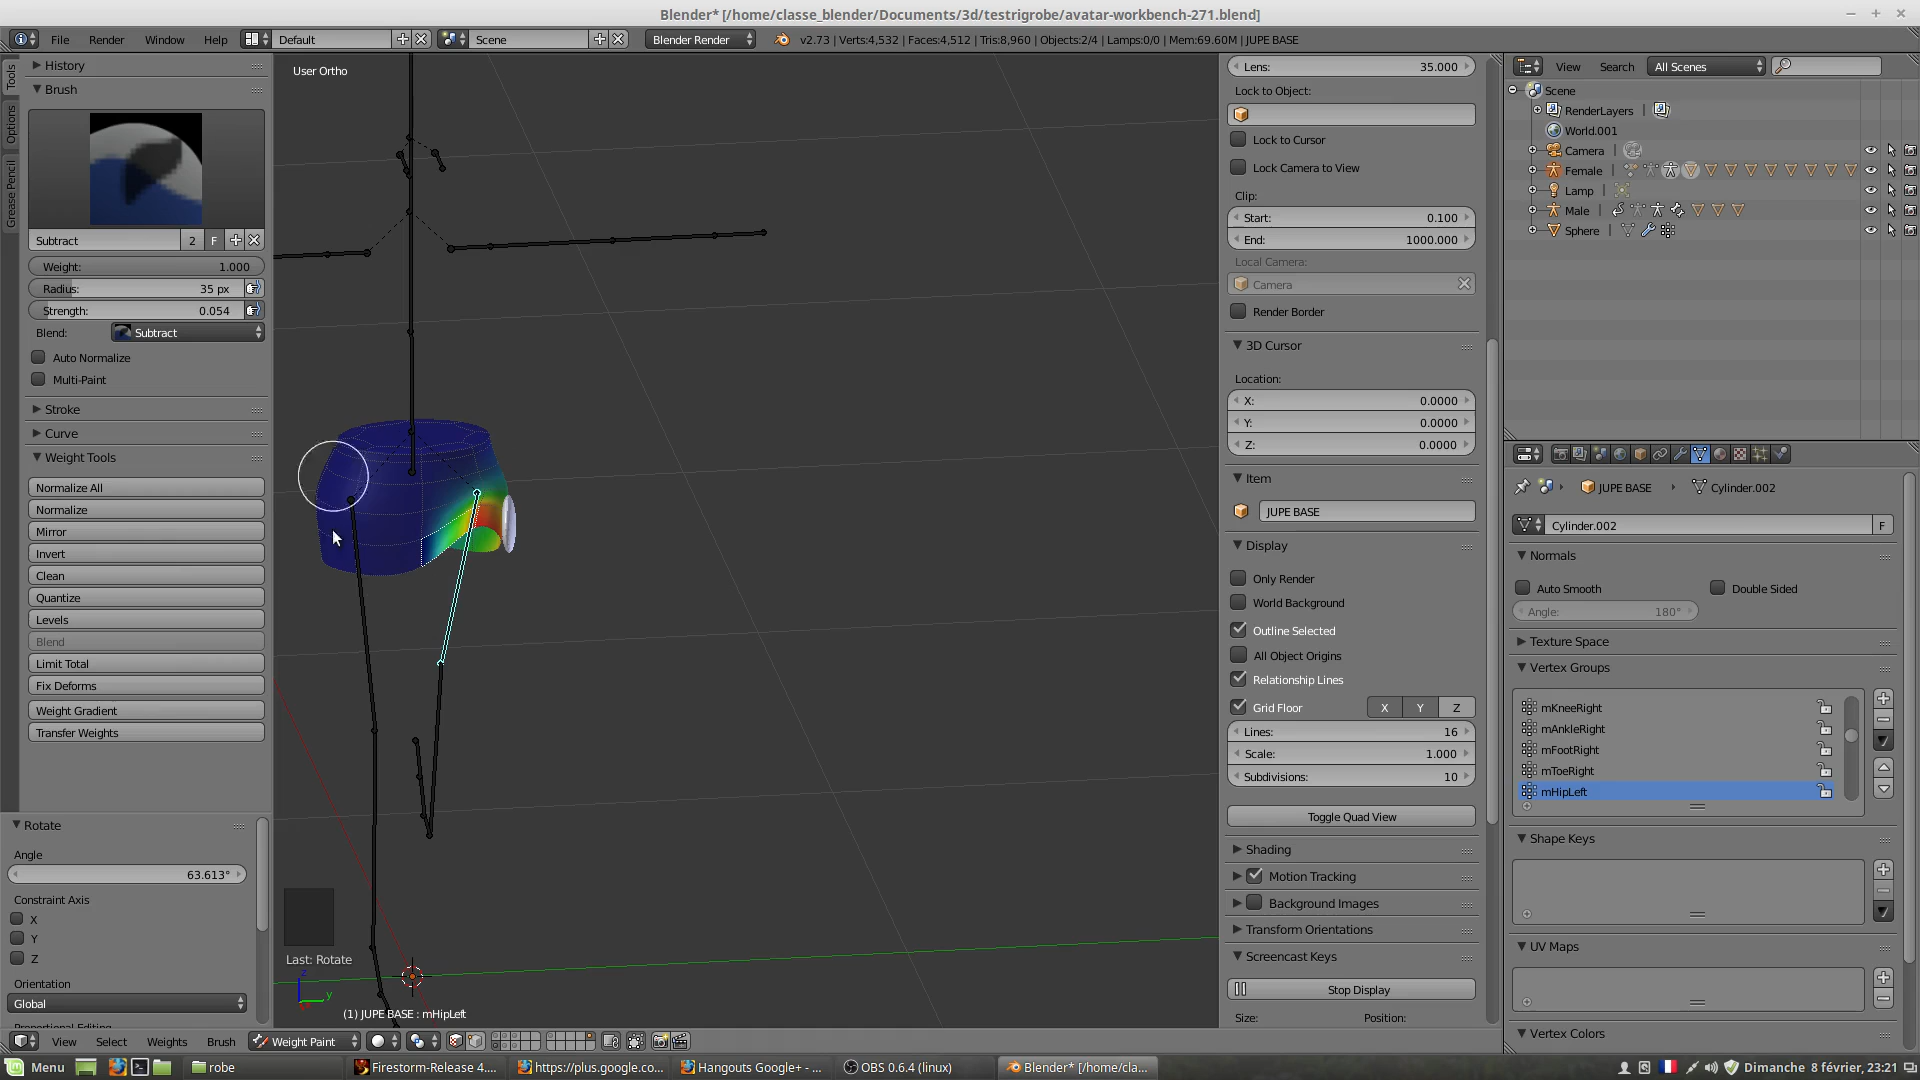 Blender* [/home/classe_blender/Documents/3d/testrigrobe/avatar-workbench-271.blend]
File Render Window Help Default Scene Blender Render v2.73 | Verts:4,532 | Faces:4,512 | Tris:8,960 | Objects:2/4 | Lamps:0/0 | Mem:69.60M | JUPE BASE
Tools
Options
Grease Pencil
History
Brush
Subtract 2 F
Weight: 1.000
Radius: 35 px
Strength: 0.054
Blend: Subtract
Auto Normalize
Multi-Paint
Stroke
Curve
Weight Tools
Normalize All
Normalize
Mirror
Invert
Clean
Quantize
Levels
Blend
Limit Total
Fix Deforms
Weight Gradient
Transfer Weights
Rotate
Angle
63.613°
Constraint Axis
X
Y
Z
Orientation
Global
User Ortho
Last: Rotate
z
y
(1) JUPE BASE : mHipLeft
View Select Weights Brush Weight Paint
Lens: 35.000
Lock to Object:
Lock to Cursor
Lock Camera to View
Clip:
Start: 0.100
End: 1000.000
Local Camera:
Camera
Render Border
3D Cursor
Location:
X: 0.0000
Y: 0.0000
Z: 0.0000
Item
JUPE BASE
Display
Only Render
World Background
Outline Selected
All Object Origins
Relationship Lines
Grid Floor X Y Z
Lines: 16
Scale: 1.000
Subdivisions: 10
Toggle Quad View
Shading
Motion Tracking
Background Images
Transform Orientations
Screencast Keys
Stop Display
Size: Position:
View Search All Scenes
Scene
RenderLayers
World.001
Camera
Female
Lamp
Male
Sphere
JUPE BASE Cylinder.002
Cylinder.002 F
Normals
Auto Smooth Double Sided
Angle: 180°
Texture Space
Vertex Groups
mKneeRight
mAnkleRight
mFootRight
mToeRight
mHipLeft
Shape Keys
UV Maps
Vertex Colors
Menu robe Firestorm-Release 4.... https://plus.google.co... Hangouts Google+ - ... OBS 0.6.4 (linux) Blender* [/home/cla... Dimanche 8 février, 23:21